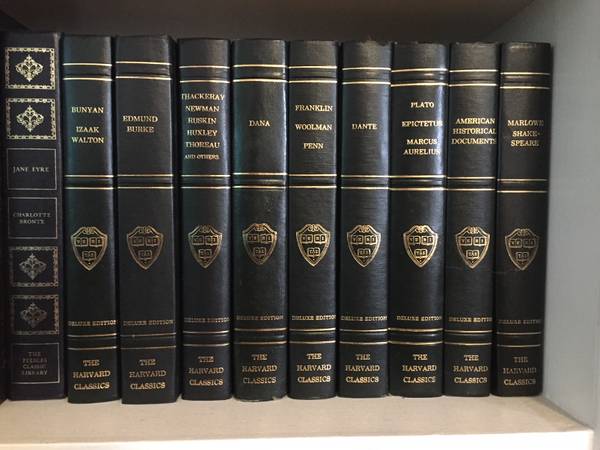 JANE EYRE
CHARLOTTE
BRONTE
THE
PEEBLES
CLASSIC
LIBRARY
BUNYAN
IZAAK
WALTON
DELUXE EDITION
THE
HARVARD
CLASSICS
EDMUND
BURKE
DELUXE EDITION
THE
HARVARD
CLASSICS
THACKERAY
NEWMAN
RUSKIN
HUXLEY
THOREAU
AND OTHERS
DELUXE EDITION
THE
HARVARD
CLASSICS
DANA
DELUXE EDITION
THE
HARVARD
CLASSICS
FRANKLIN
WOOLMAN
PENN
DELUXE EDITION
THE
HARVARD
CLASSICS
DANTE
DELUXE EDITION
THE
HARVARD
CLASSICS
PLATO
EPICTETUS
MARCUS
AURELIUS
DELUXE EDITION
THE
HARVARD
CLASSICS
AMERICAN
HISTORICAL
DOCUMENTS
DELUXE EDITION
THE
HARVARD
CLASSICS
MARLOWE
SHAKE-
SPEARE
DELUXE EDITION
THE
HARVARD
CLASSICS